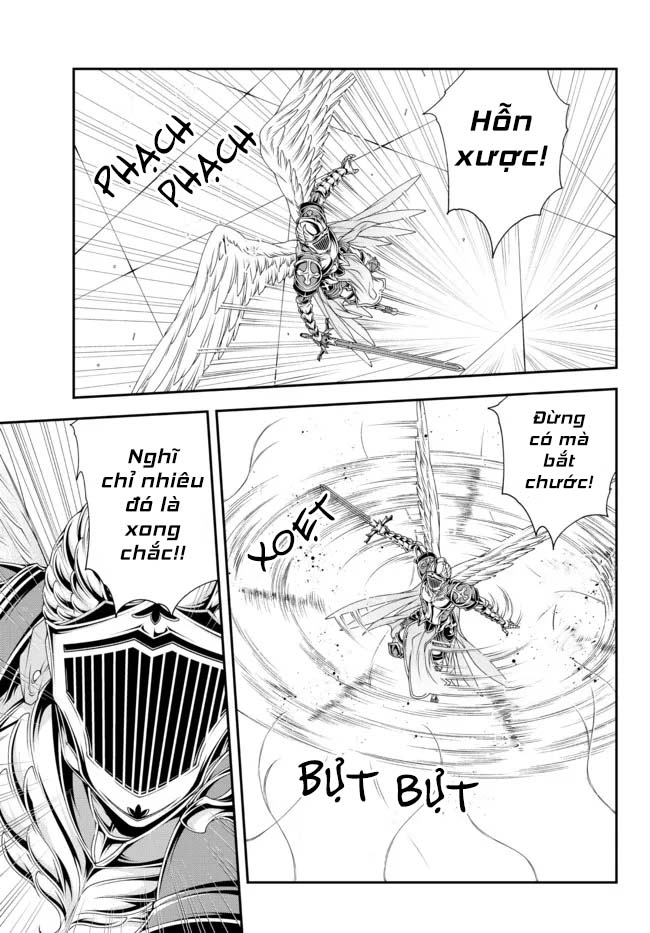 Hỗn
xược!
PHẠCH
PHẠCH
Đừng
có mà
bắt
chước!
XOẸT
BỰT BỰT
Nghĩ
chỉ nhiêu
đó là
xong
chắc!!